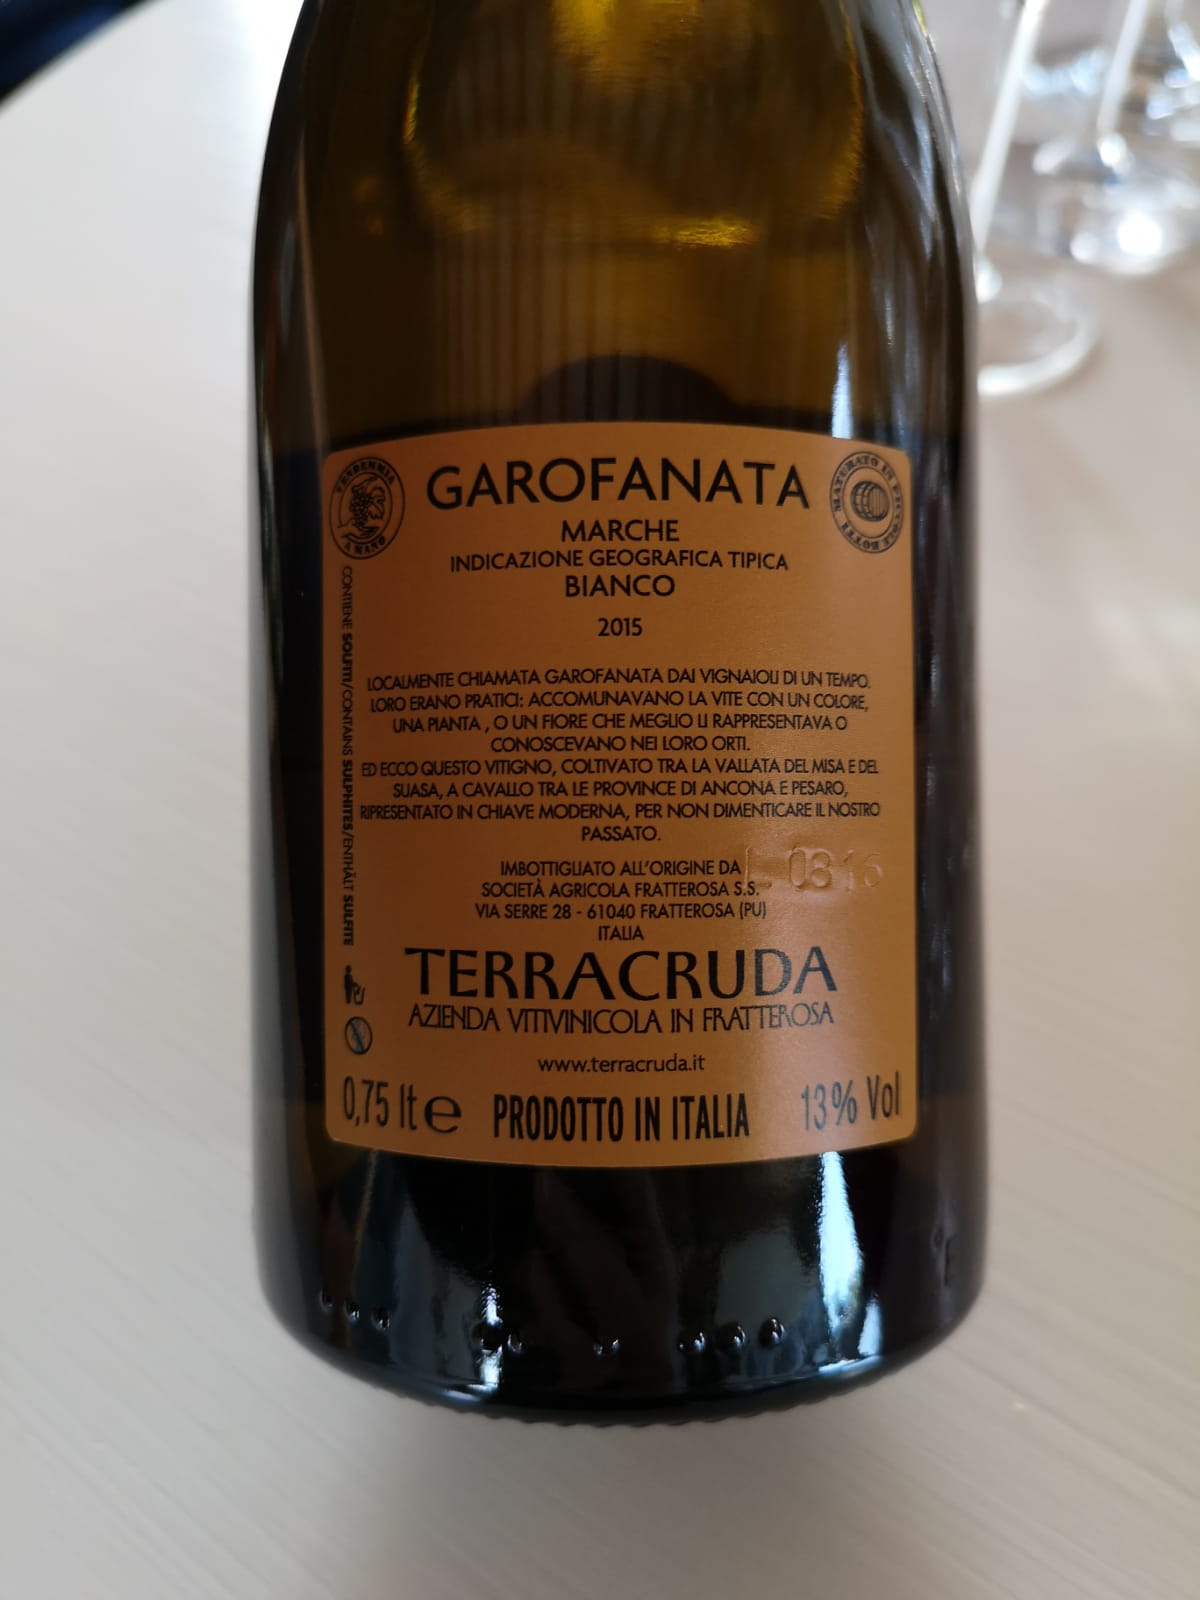 GAROFANATA
VENDEMMIA
A MANO
MATURATO IN PICCOLE BOTTI
MARCHE
INDICAZIONE GEOGRAFICA TIPICA
BIANCO
2015
LOCALMENTE CHIAMATA GAROFANATA DAI VIGNAIOLI DI UN TEMPO.
LORO ERANO PRATICI: ACCOMUNAVANO LA VITE CON UN COLORE,
UNA PIANTA , O UN FIORE CHE MEGLIO LI RAPPRESENTAVA O
CONOSCEVANO NEI LORO ORTI.
ED ECCO QUESTO VITIGNO, COLTIVATO TRA LA VALLATA DEL MISA E DEL
SUASA, A CAVALLO TRA LE PROVINCE DI ANCONA E PESARO,
RIPRESENTATO IN CHIAVE MODERNA, PER NON DIMENTICARE IL NOSTRO
PASSATO.
IMBOTTIGLIATO ALL'ORIGINE DA
L 0816
SOCIETÀ AGRICOLA FRATTEROSA S.S.
VIA SERRE 28 - 61040 FRATTEROSA (PU)
ITALIA
CONTIENE SOLFITI/CONTAINS SULPHITES/ENTHÄLT SULFITE
TERRACRUDA
AZIENDA VITIVINICOLA IN FRATTEROSA
www.terracruda.it
0,75 lt e PRODOTTO IN ITALIA 13% Vol